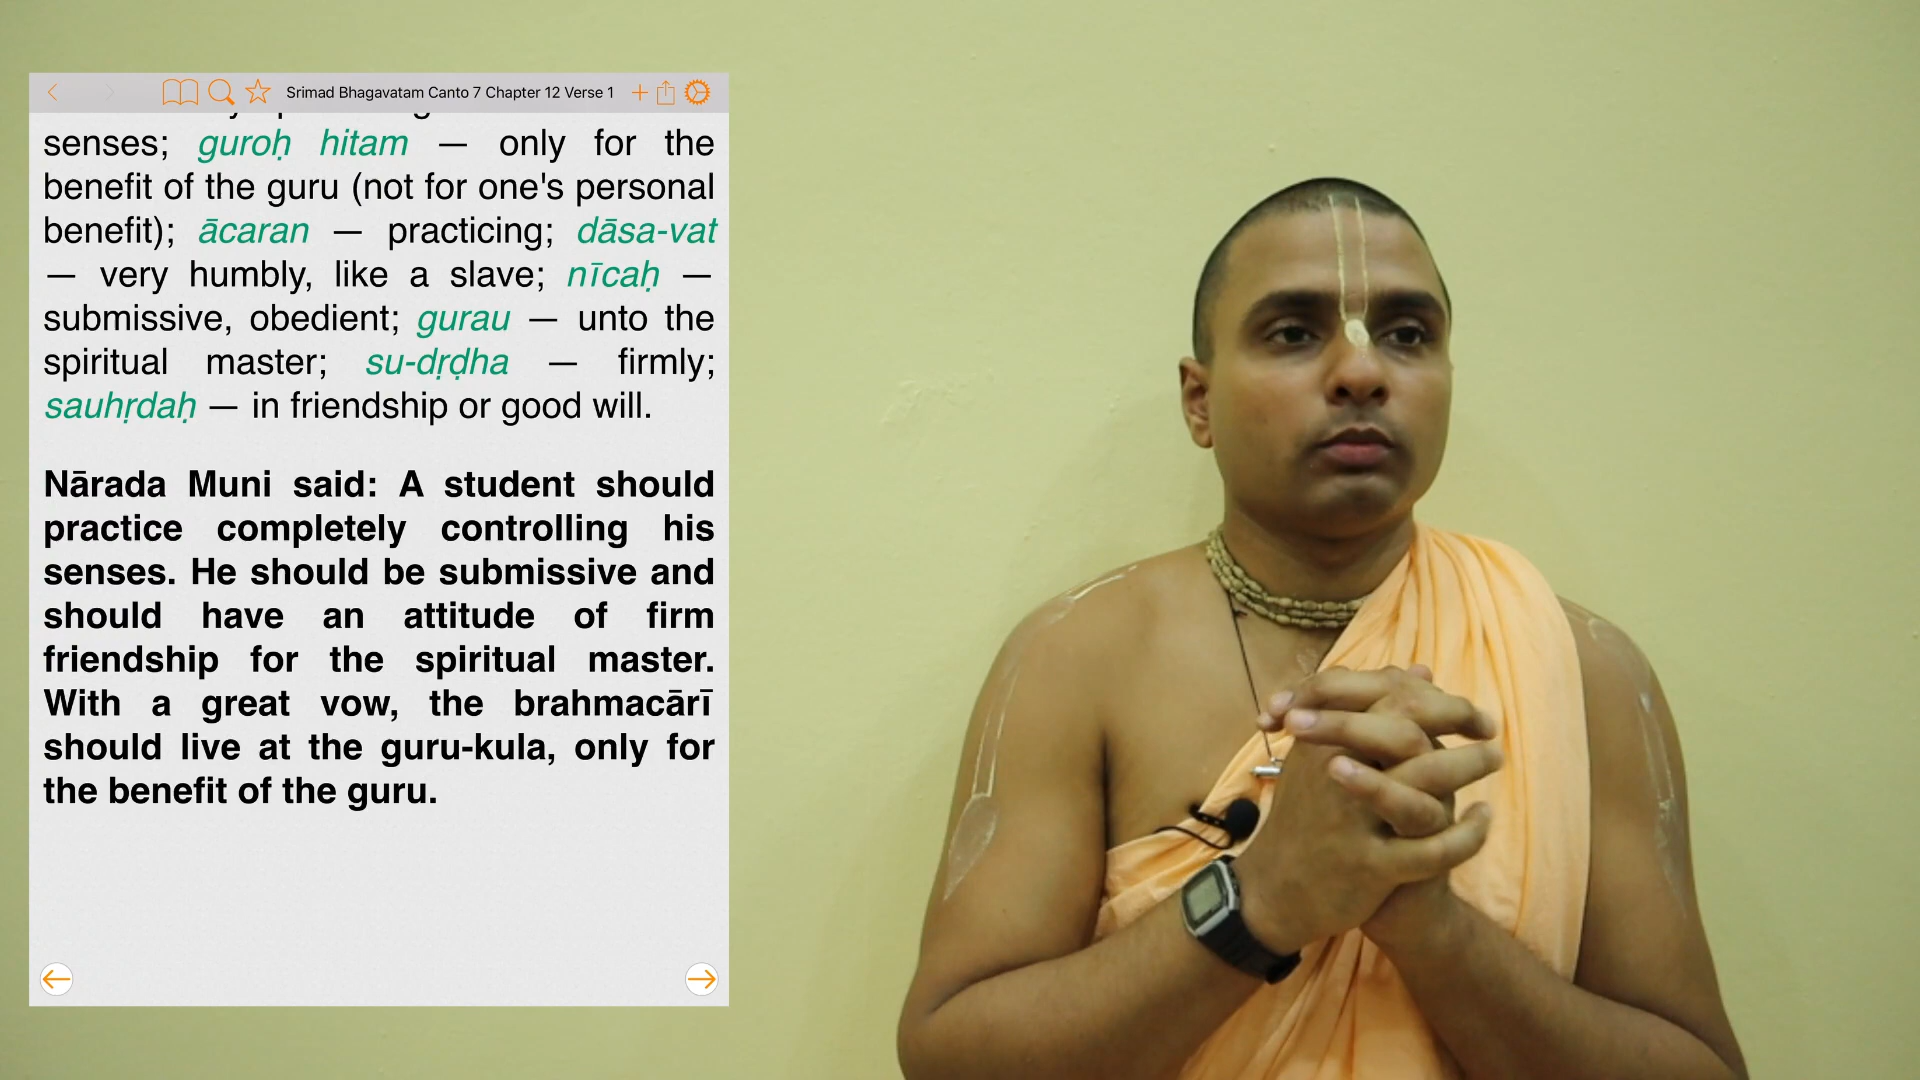 Srimad Bhagavatam Canto 7 Chapter 12 Verse 1
senses; guroḥ hitam — only for the
benefit of the guru (not for one's personal
benefit); ācaran — practicing; dāsa-vat
— very humbly, like a slave; nīcaḥ —
submissive, obedient; gurau — unto the
spiritual master; su-dṛḍha — firmly;
sauhṛdaḥ — in friendship or good will.
Nārada Muni said: A student should
practice completely controlling his
senses. He should be submissive and
should have an attitude of firm
friendship for the spiritual master.
With a great vow, the brahmacārī
should live at the guru-kula, only for
the benefit of the guru.